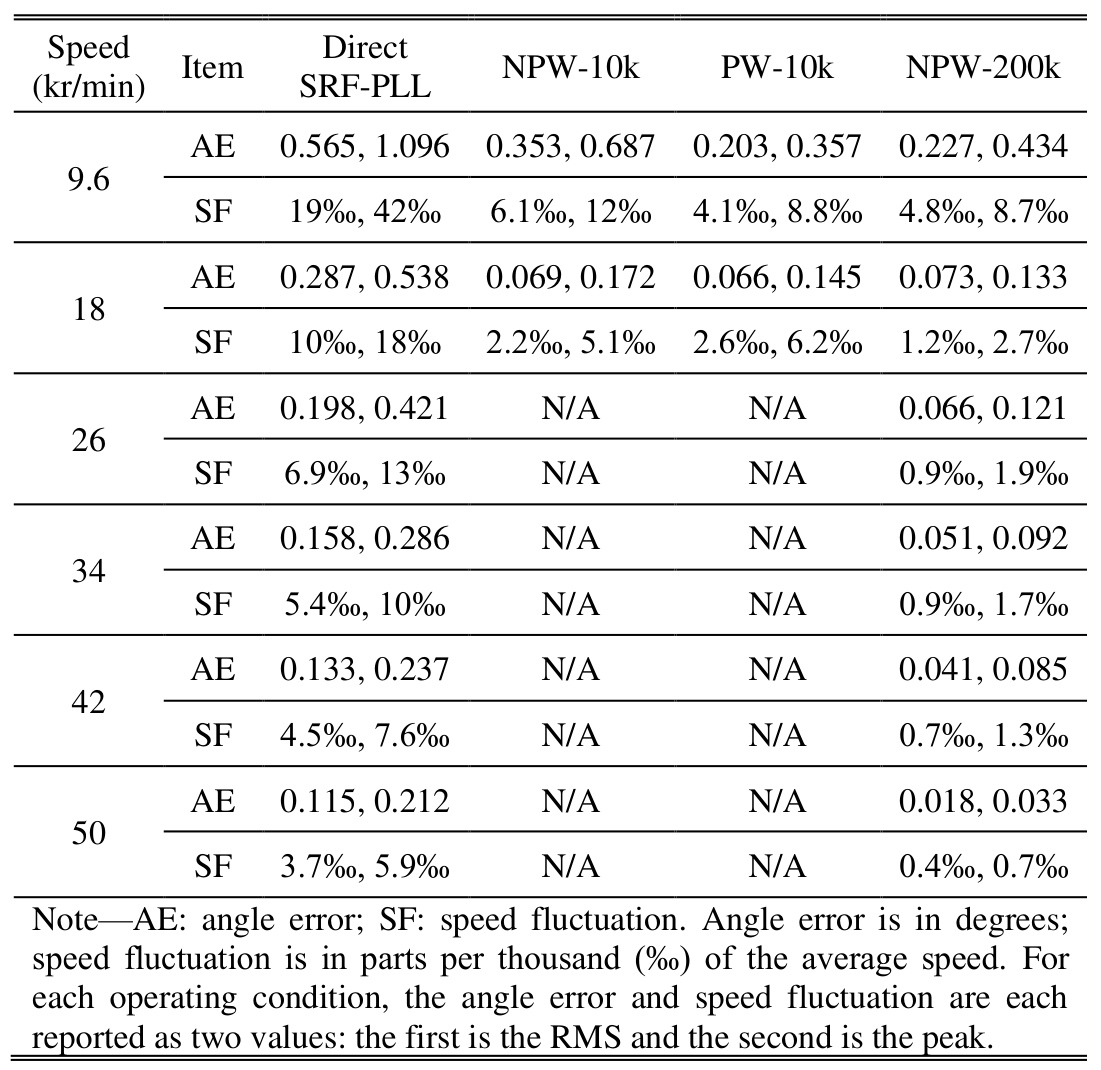 Speed (kr/min) Item Direct SRF-PLL NPW-10k PW-10k NPW-200k
9.6 AE 0.565, 1.096 0.353, 0.687 0.203, 0.357 0.227, 0.434
SF 19‰, 42‰ 6.1‰, 12‰ 4.1‰, 8.8‰ 4.8‰, 8.7‰
18 AE 0.287, 0.538 0.069, 0.172 0.066, 0.145 0.073, 0.133
SF 10‰, 18‰ 2.2‰, 5.1‰ 2.6‰, 6.2‰ 1.2‰, 2.7‰
26 AE 0.198, 0.421 N/A N/A 0.066, 0.121
SF 6.9‰, 13‰ N/A N/A 0.9‰, 1.9‰
34 AE 0.158, 0.286 N/A N/A 0.051, 0.092
SF 5.4‰, 10‰ N/A N/A 0.9‰, 1.7‰
42 AE 0.133, 0.237 N/A N/A 0.041, 0.085
SF 4.5‰, 7.6‰ N/A N/A 0.7‰, 1.3‰
50 AE 0.115, 0.212 N/A N/A 0.018, 0.033
SF 3.7‰, 5.9‰ N/A N/A 0.4‰, 0.7‰
Note—AE: angle error; SF: speed fluctuation. Angle error is in degrees;
speed fluctuation is in parts per thousand (‰) of the average speed. For
each operating condition, the angle error and speed fluctuation are each
reported as two values: the first is the RMS and the second is the peak.